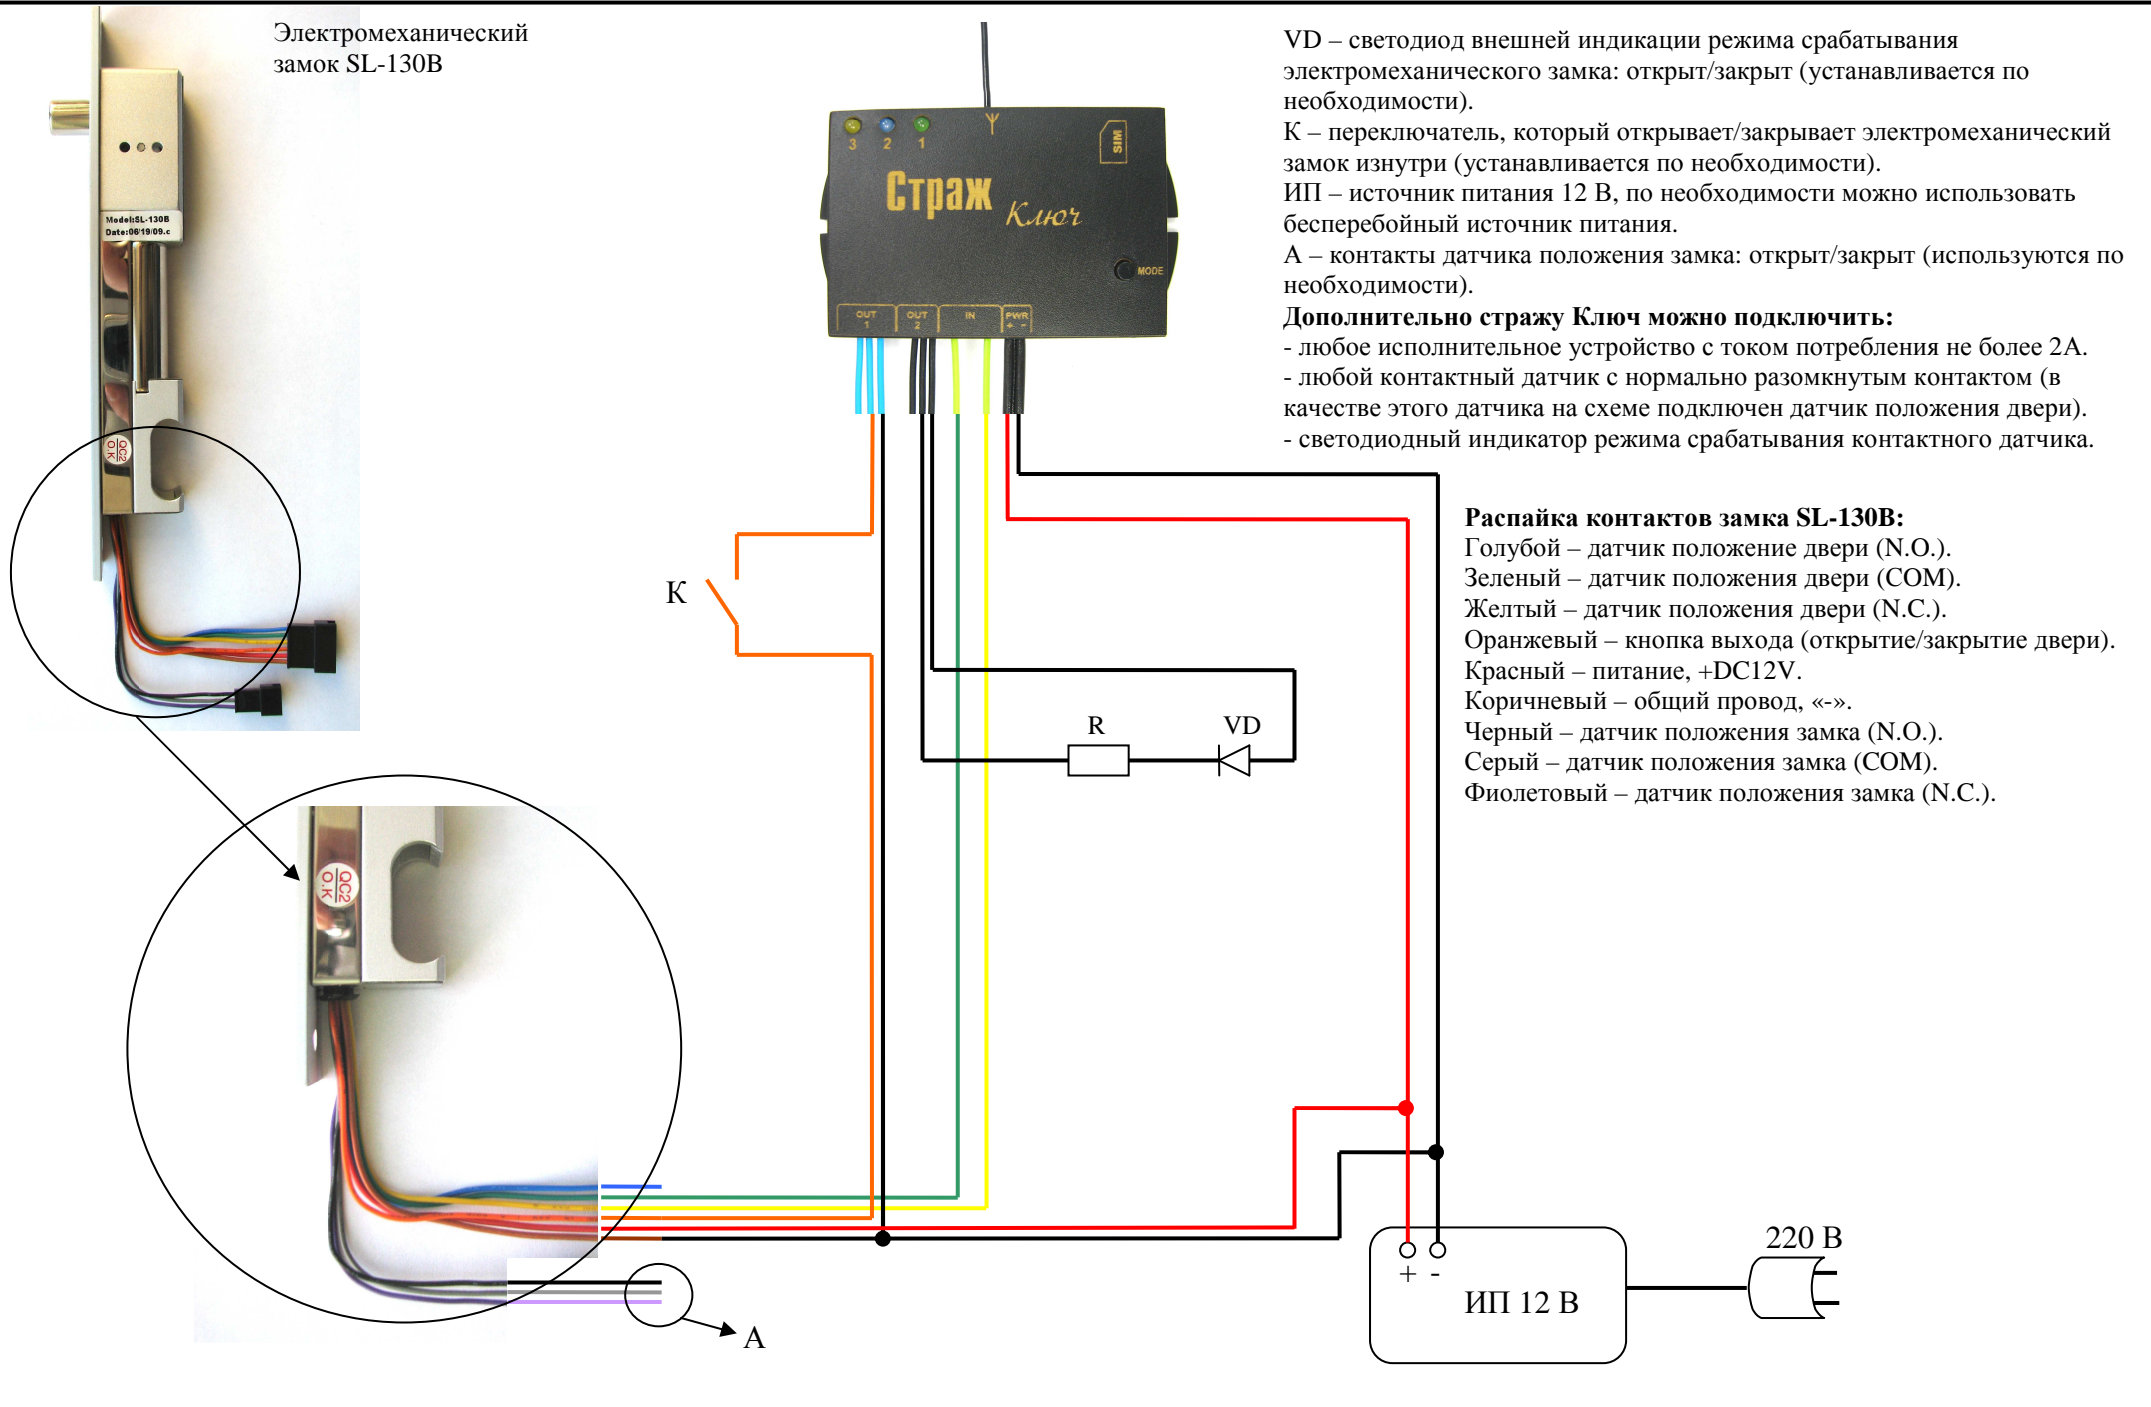 Электромеханический
замок SL-130B
Model:SL-130B
Date:06/19/09.c
QC2
O.K
3 2 1
SIM
Страж
Ключ
MODE
OUT 1
OUT 2
IN
PWR
+ -
VD – светодиод внешней индикации режима срабатывания
электромеханического замка: открыт/закрыт (устанавливается по
необходимости).
К – переключатель, который открывает/закрывает электромеханический
замок изнутри (устанавливается по необходимости).
ИП – источник питания 12 В, по необходимости можно использовать
бесперебойный источник питания.
А – контакты датчика положения замка: открыт/закрыт (используются по
необходимости).
Дополнительно стражу Ключ можно подключить:
- любое исполнительное устройство с током потребления не более 2А.
- любой контактный датчик с нормально разомкнутым контактом (в
качестве этого датчика на схеме подключен датчик положения двери).
- светодиодный индикатор режима срабатывания контактного датчика.
Распайка контактов замка SL-130B:
Голубой – датчик положение двери (N.O.).
Зеленый – датчик положения двери (COM).
Желтый – датчик положения двери (N.C.).
Оранжевый – кнопка выхода (открытие/закрытие двери).
Красный – питание, +DC12V.
Коричневый – общий провод, «-».
Черный – датчик положения замка (N.O.).
Серый – датчик положения замка (COM).
Фиолетовый – датчик положения замка (N.C.).
К
R
VD
QC2
O.K
А
+ -
ИП 12 В
220 В